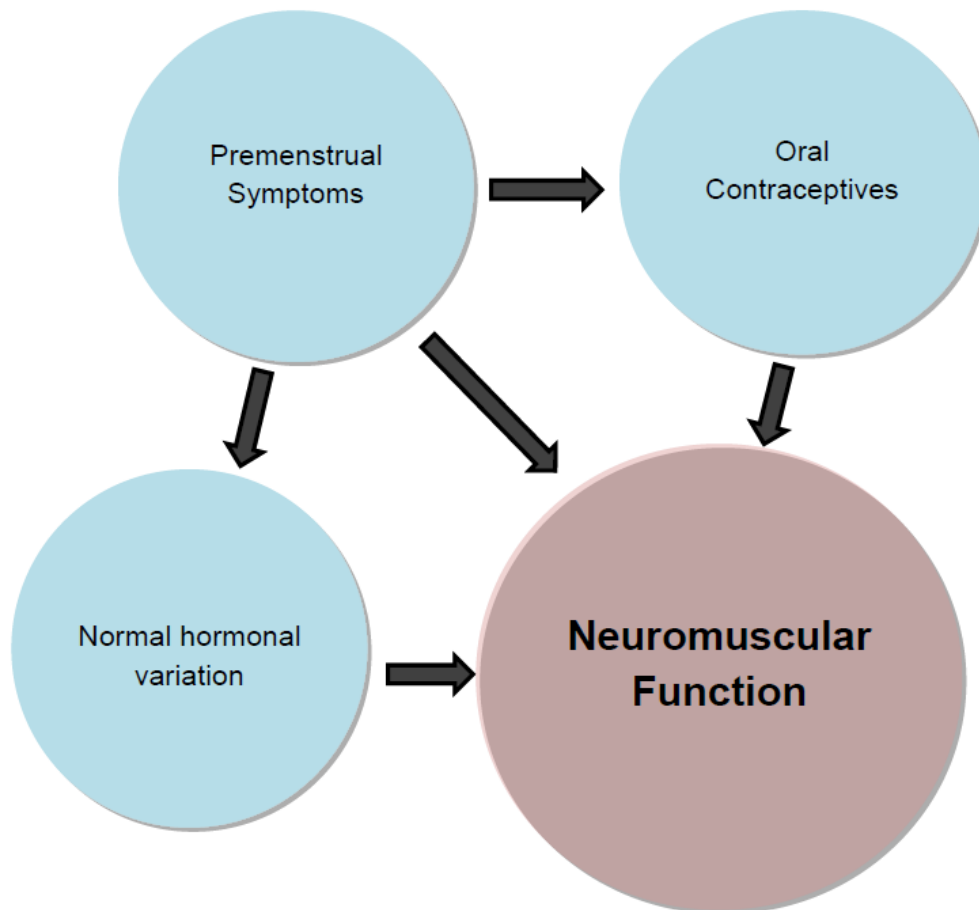 Premenstrual
Symptoms
Oral
Contraceptives
Normal hormonal
variation
Neuromuscular
Function